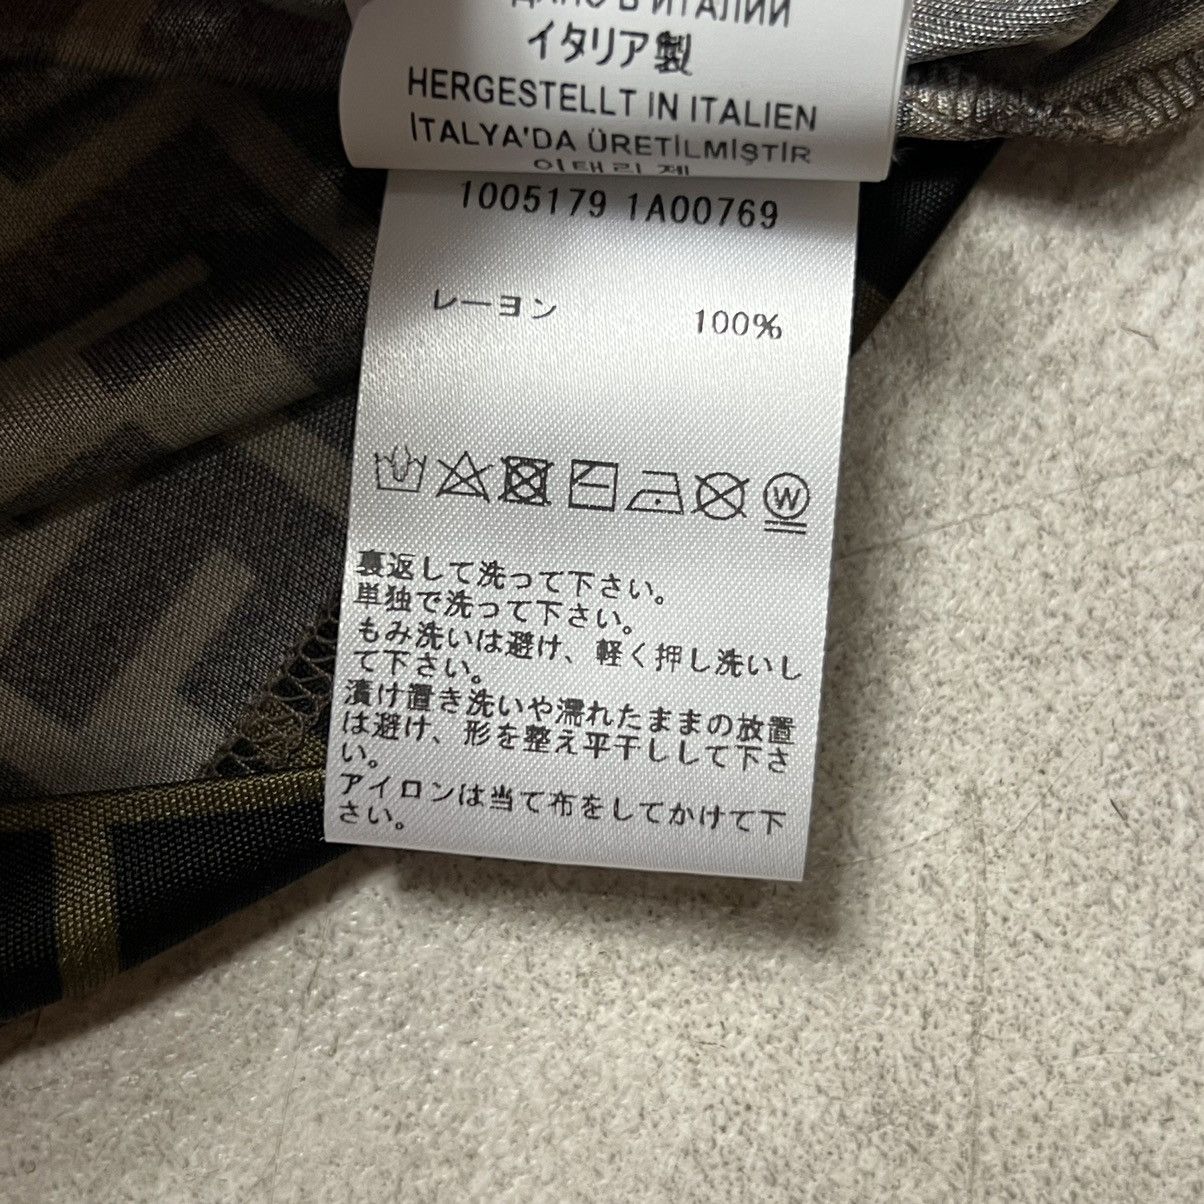 В ИТАЛИИ
イタリア製
HERGESTELLT IN ITALIEN
İTALYA'DA ÜRETİLMİŞTİR
이태리 제
1005179 1A00769
レーヨン 100%
W
裏返して洗って下さい。
単独で洗って下さい。
もみ洗いは避け、軽く押し洗いし
て下さい。
漬け置き洗いや濡れたままの放置
は避け、形を整え平干しして下さ
い。
アイロンは当て布をしてかけて下
さい。